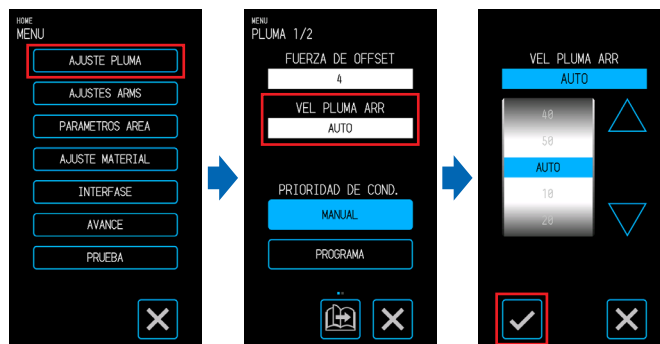 HOME
MENU
AJUSTE PLUMA
AJUSTES ARMS
PARAMETROS AREA
AJUSTE MATERIAL
INTERFASE
AVANCE
PRUEBA
MENU
PLUMA 1/2
FUERZA DE OFFSET
4
VEL PLUMA ARR
AUTO
PRIORIDAD DE COND.
MANUAL
PROGRAMA
VEL PLUMA ARR
AUTO
40
50
AUTO
10
20